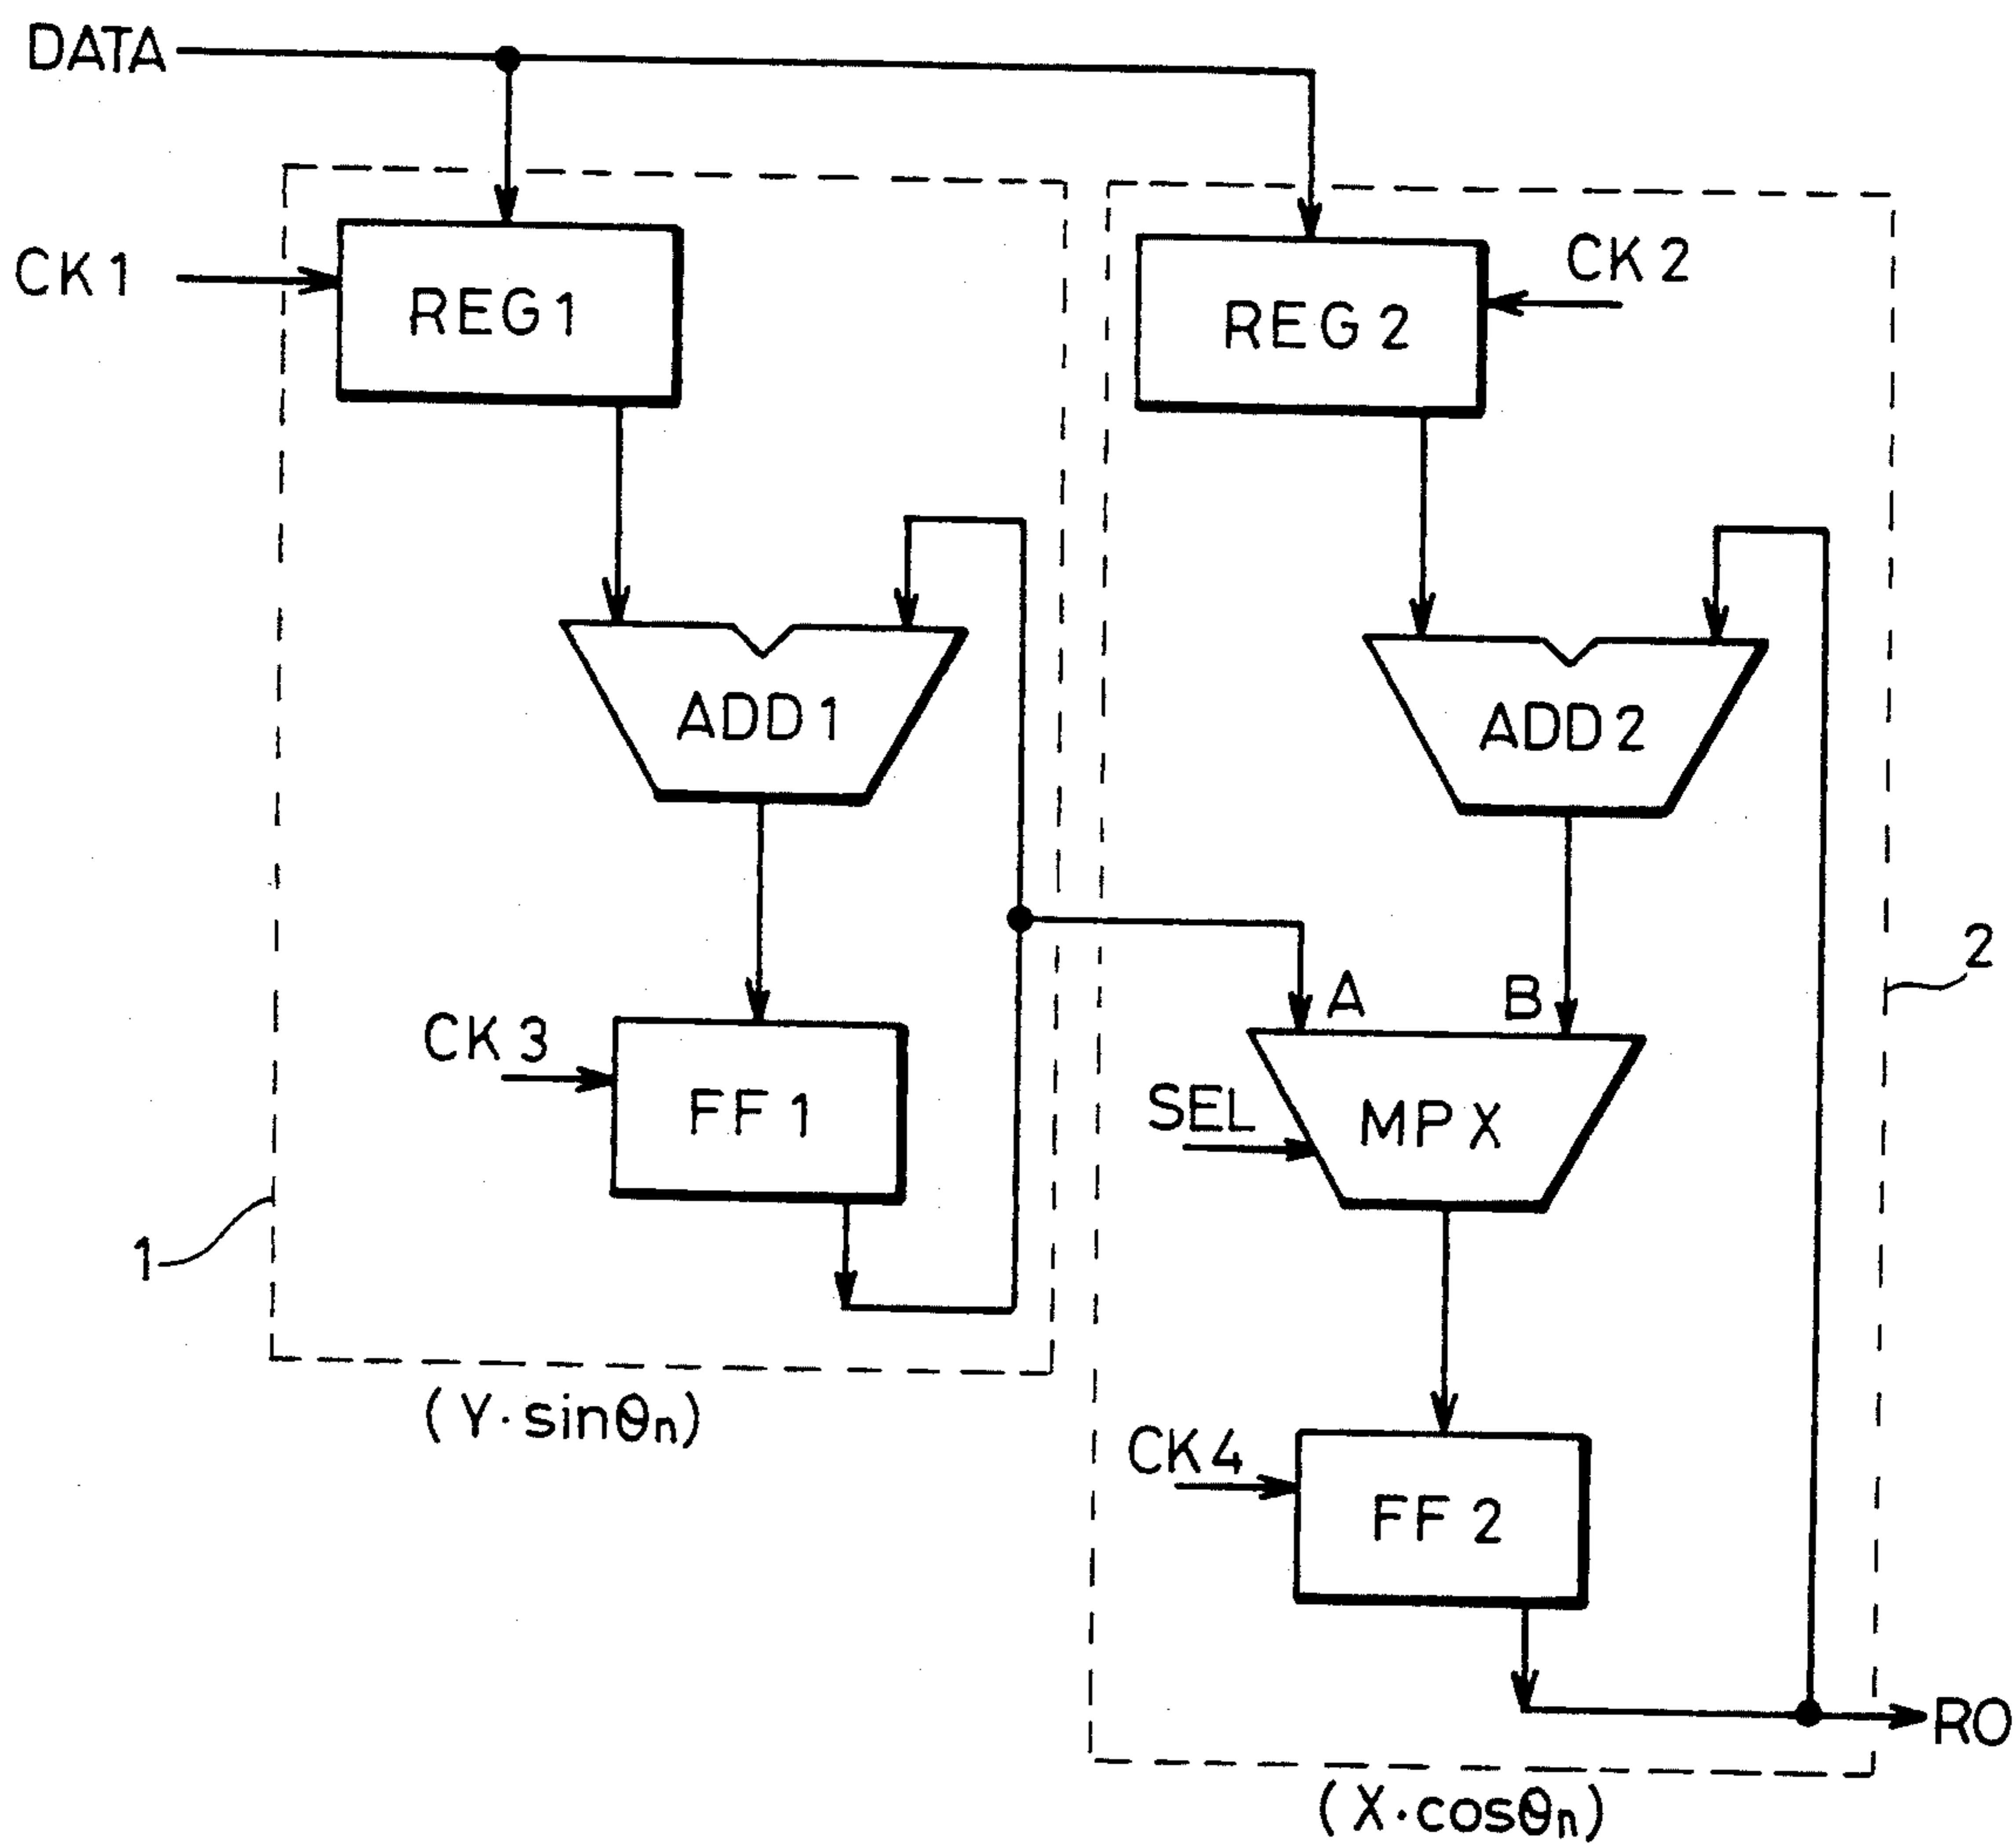 DATA
CK1
REG1
CK2
REG2
ADD1
ADD2
A
B
2
CK3
FF1
SEL
MPX
1
(Y·sinθn)
CK4
FF2
RO
(X·cosθn)